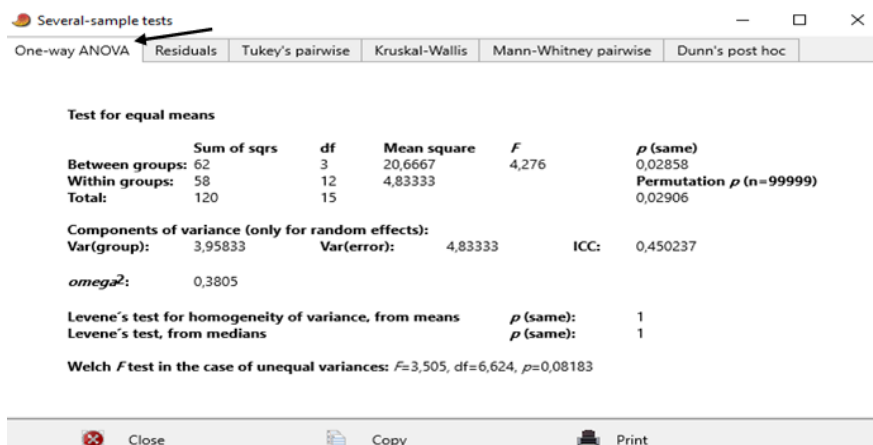 Several-sample tests
One-way ANOVA Residuals Tukey's pairwise Kruskal-Wallis Mann-Whitney pairwise Dunn's post hoc
Test for equal means
Sum of sqrs df Mean square F p (same)
Between groups: 62 3 20,6667 4,276 0,02858
Within groups: 58 12 4,83333 Permutation p (n=99999)
Total: 120 15 0,02906
Components of variance (only for random effects):
Var(group): 3,95833 Var(error): 4,83333 ICC: 0,450237
omega2: 0,3805
Levene´s test for homogeneity of variance, from means p (same): 1
Levene´s test, from medians p (same): 1
Welch F test in the case of unequal variances: F=3,505, df=6,624, p=0,08183
Close Copy Print